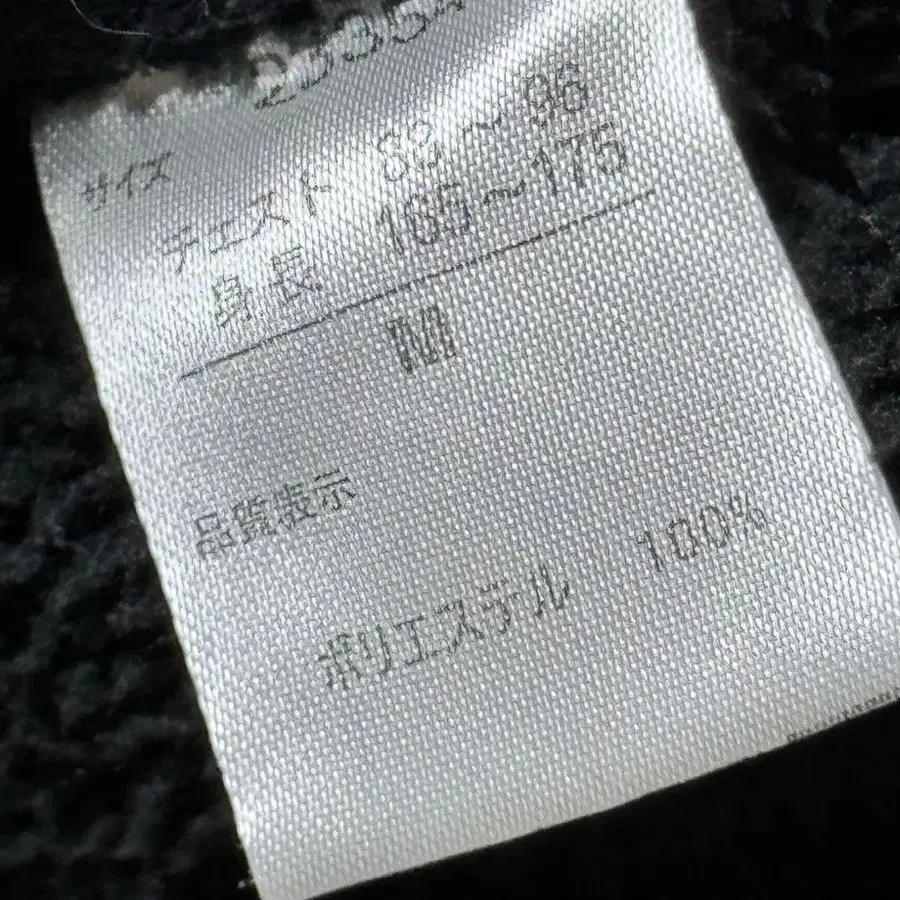 サイズ
チェスト 88～96
身長 165～175
M
品質表示
ポリエステル 100%